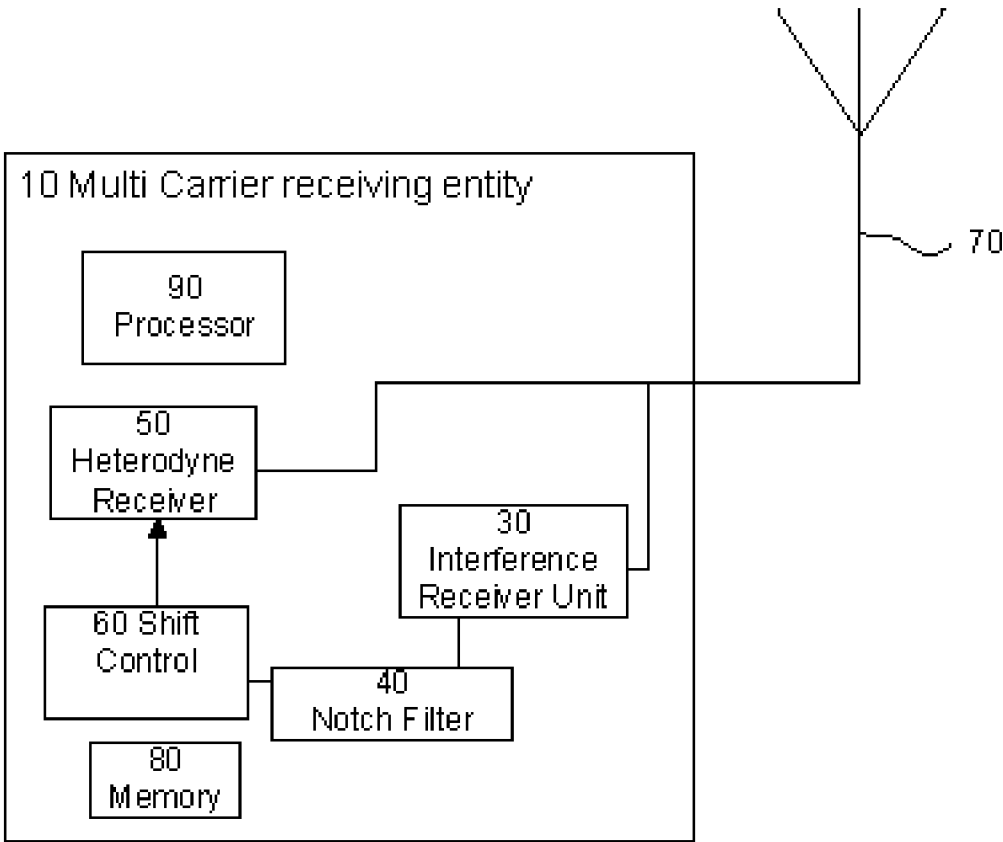 10 Multi Carrier receiving entity
70
90
Processor
50
Heterodyne
Receiver
30
Interference
Receiver Unit
60 Shift
Control
40
Notch Filter
80
Memory